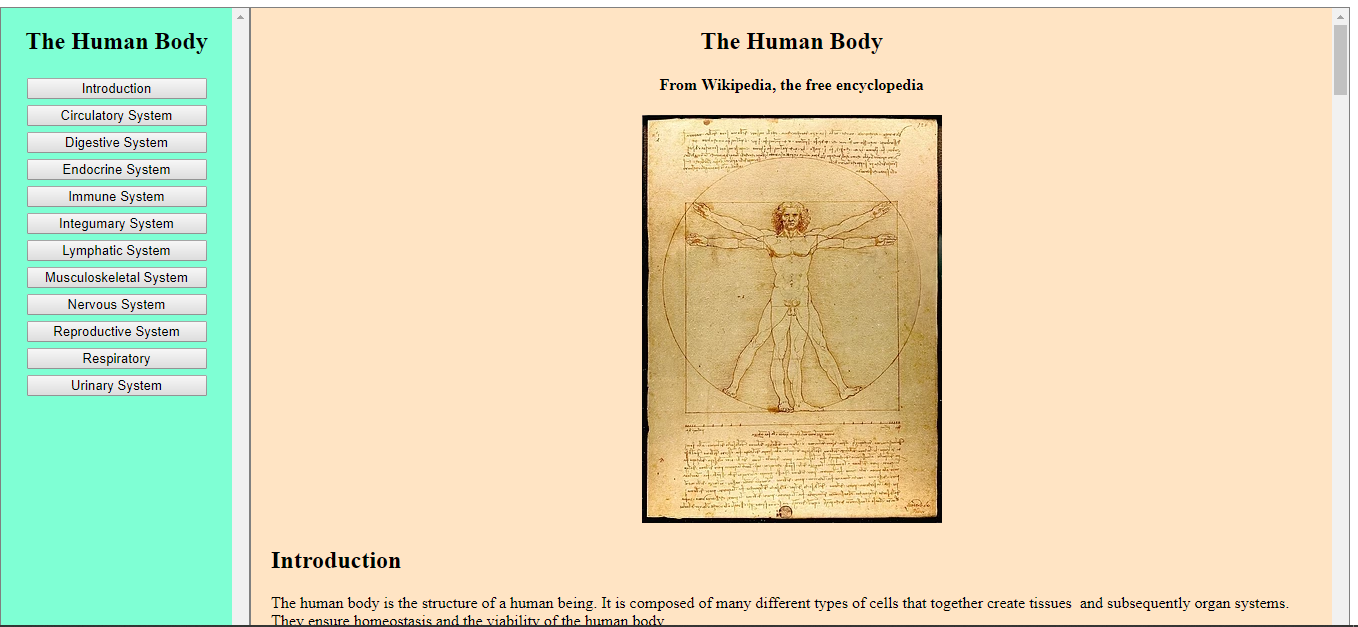 The Human Body
Introduction
Circulatory System
Digestive System
Endocrine System
Immune System
Integumary System
Lymphatic System
Musculoskeletal System
Nervous System
Reproductive System
Respiratory
Urinary System
The Human Body
From Wikipedia, the free encyclopedia
Introduction
The human body is the structure of a human being. It is composed of many different types of cells that together create tissues and subsequently organ systems.
They ensure homeostasis and the viability of the human body